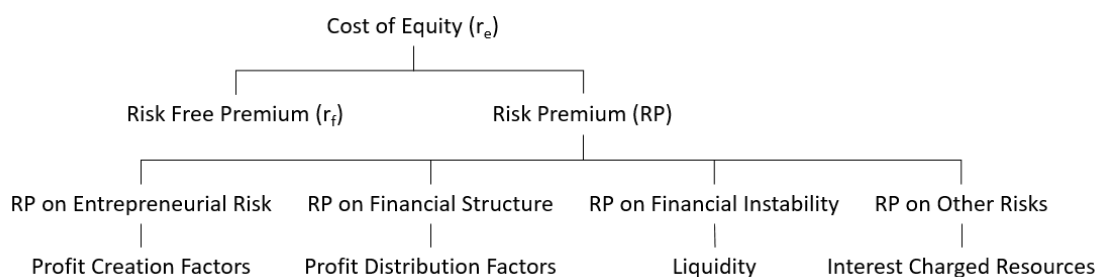 Cost of Equity (re)
Risk Free Premium (rf)
Risk Premium (RP)
RP on Entrepreneurial Risk
RP on Financial Structure
RP on Financial Instability
RP on Other Risks
Profit Creation Factors
Profit Distribution Factors
Liquidity
Interest Charged Resources